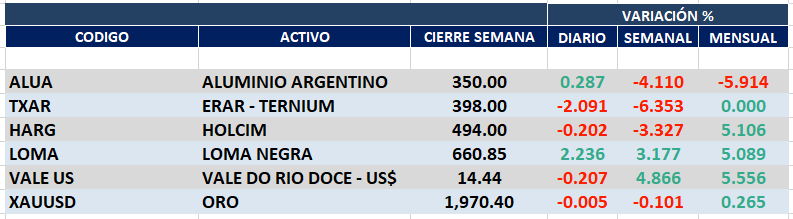 VARIACIÓN %
CODIGO ACTIVO CIERRE SEMANA DIARIO SEMANAL MENSUAL
ALUA ALUMINIO ARGENTINO 350.00 0.287 -4.110 -5.914
TXAR ERAR - TERNIUM 398.00 -2.091 -6.353 0.000
HARG HOLCIM 494.00 -0.202 -3.327 5.106
LOMA LOMA NEGRA 660.85 2.236 3.177 5.089
VALE US VALE DO RIO DOCE - US$ 14.44 -0.207 4.866 5.556
XAUUSD ORO 1,970.40 -0.005 -0.101 0.265